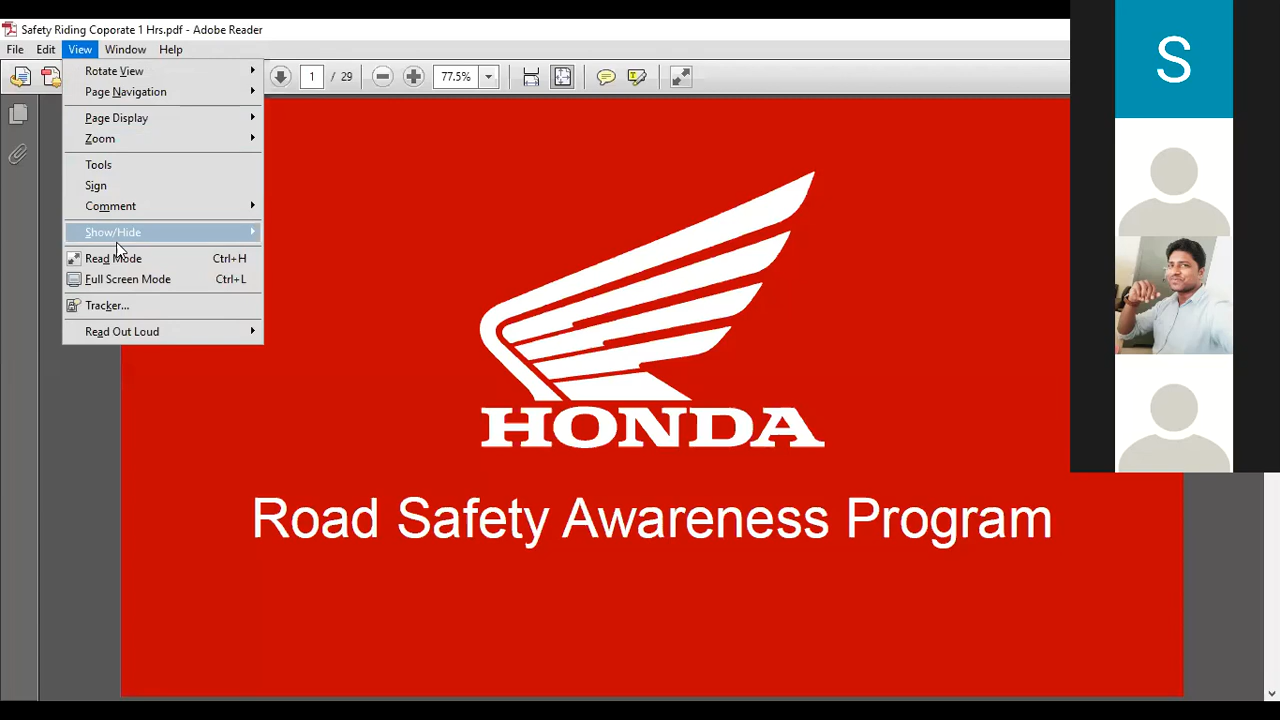 Safety Riding Coporate 1 Hrs.pdf - Adobe Reader
File Edit View Window Help
1 / 29 77.5%
Rotate View
Page Navigation
Page Display
Zoom
Tools
Sign
Comment
Show/Hide
Read Mode Ctrl+H
Full Screen Mode Ctrl+L
Tracker...
Read Out Loud
HONDA
Road Safety Awareness Program
S